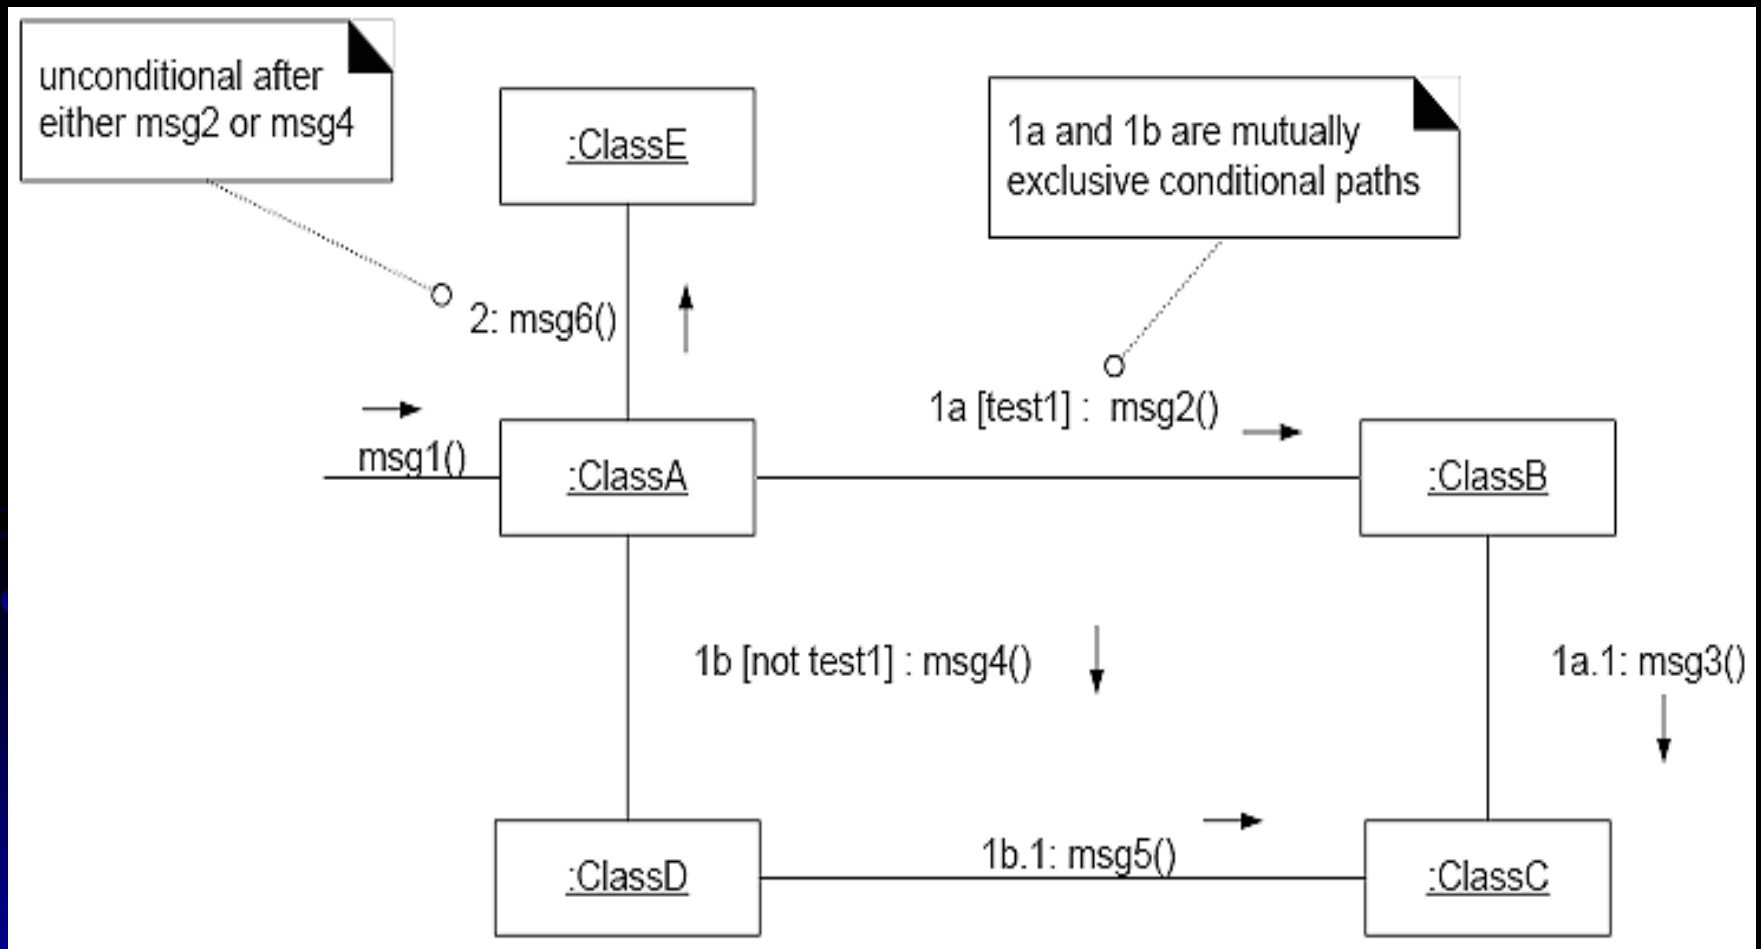 unconditional after
either msg2 or msg4
:ClassE
1a and 1b are mutually
exclusive conditional paths
2: msg6()
1a [test1] : msg2()
msg1()
:ClassA
:ClassB
1b [not test1] : msg4()
1a.1: msg3()
1b.1: msg5()
:ClassD
:ClassC